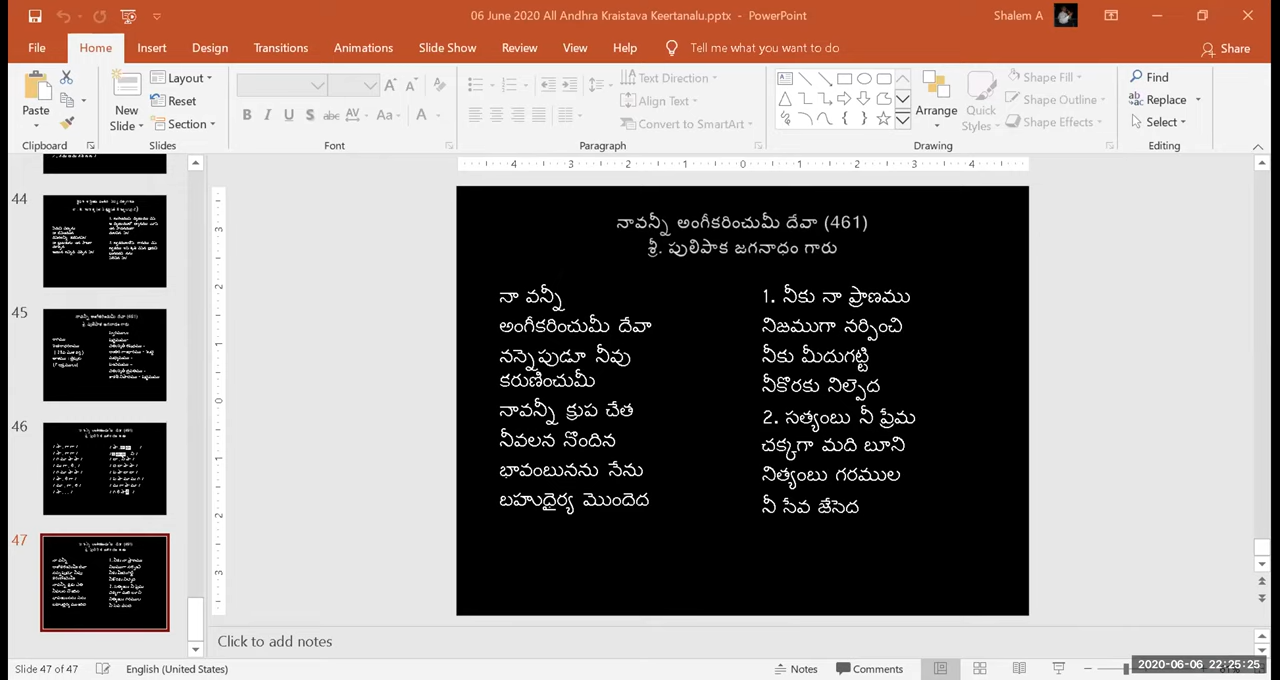 06 June 2020 All Andhra Kraistava Keertanalu.pptx - PowerPoint
Shalem A
File Home Insert Design Transitions Animations Slide Show Review View Help Tell me what you want to do Share
Paste
Clipboard
New Slide
Layout
Reset
Section
Slides
B I U S abc AV Aa A
Font
Text Direction
Align Text
Convert to SmartArt
Paragraph
Arrange
Quick Styles
Shape Fill
Shape Outline
Shape Effects
Drawing
Find
Replace
Select
Editing
44
45
46
47
నావన్నీ అంగీకరించుమీ దేవా (461)
శ్రీ. పులిపాక జగనాధం గారు
నా వన్నీ
అంగీకరించుమీ దేవా
నన్నెపుడూ నీవు
కరుణించుమీ
నావన్నీ క్రుప చేత
నీవలన నొందిన
భావంబునను నేను
బహుదైర్య మొందెద
1. నీకు నా ప్రాణము
నిజముగా నర్పించి
నీకు మీదుగట్టి
నీకొరకు నిల్పెద
2. సత్యంబు నీ ప్రేమ
చక్కగా మది బూని
నిత్యంబు గరముల
నీ సేవ జేసెద
Click to add notes
Slide 47 of 47 English (United States) Notes Comments
2020-06-06 22:25:25